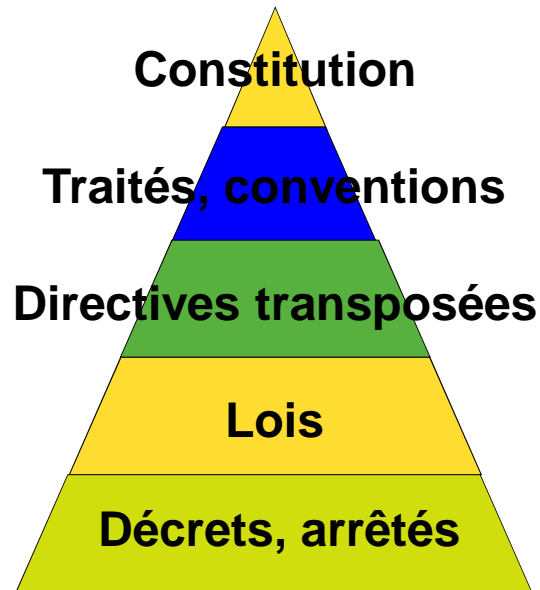 Constitution
Traités, conventions
Directives transposées
Lois
Décrets, arrêtés